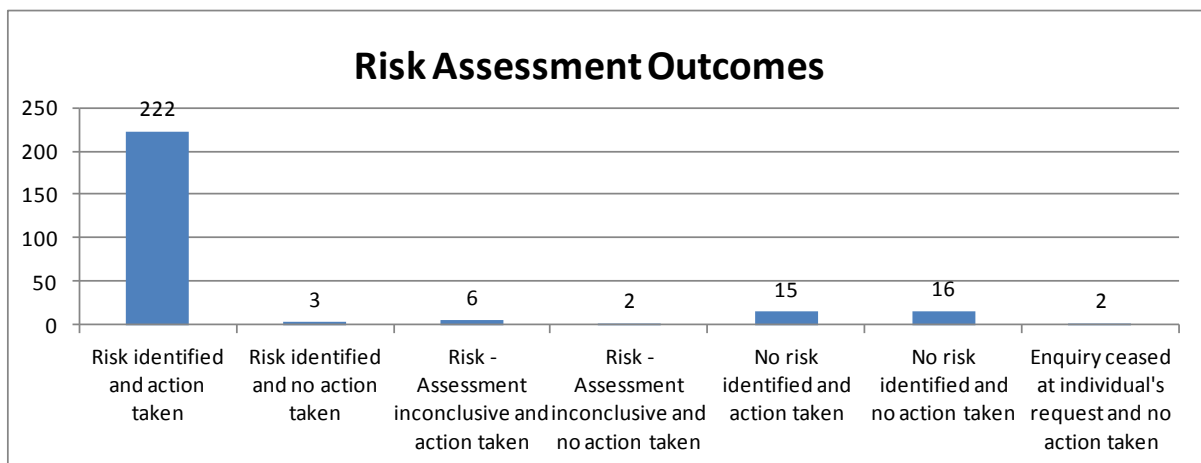 Risk Assessment Outcomes
250
200
150
100
50
0
222
3
6
2
15
16
2
Risk identified
and action
taken
Risk identified
and no action
taken
Risk -
Assessment
inconclusive and
action taken
Risk -
Assessment
inconclusive and
no action taken
No risk
identified and
action taken
No risk
identified and
no action taken
Enquiry ceased
at individual's
request and no
action taken